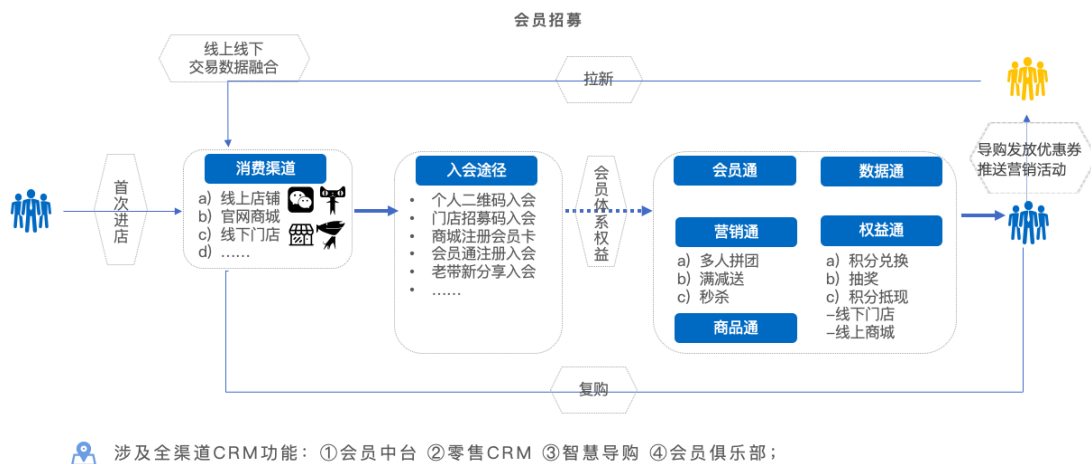 会员招募
线上线下
交易数据融合
拉新
导购发放优惠券
推送营销活动
首次进店
消费渠道
a) 线上店铺
b) 官网商城
c) 线下门店
d) ……
入会途径
• 个人二维码入会
• 门店招募码入会
• 商城注册会员卡
• 会员通注册入会
• 老带新分享入会
• ……
会员体系权益
会员通
数据通
营销通
a) 多人拼团
b) 满减送
c) 秒杀
商品通
权益通
a) 积分兑换
b) 抽奖
c) 积分抵现
–线下门店
–线上商城
复购
涉及全渠道CRM功能：①会员中台 ②零售CRM ③智慧导购 ④会员俱乐部；